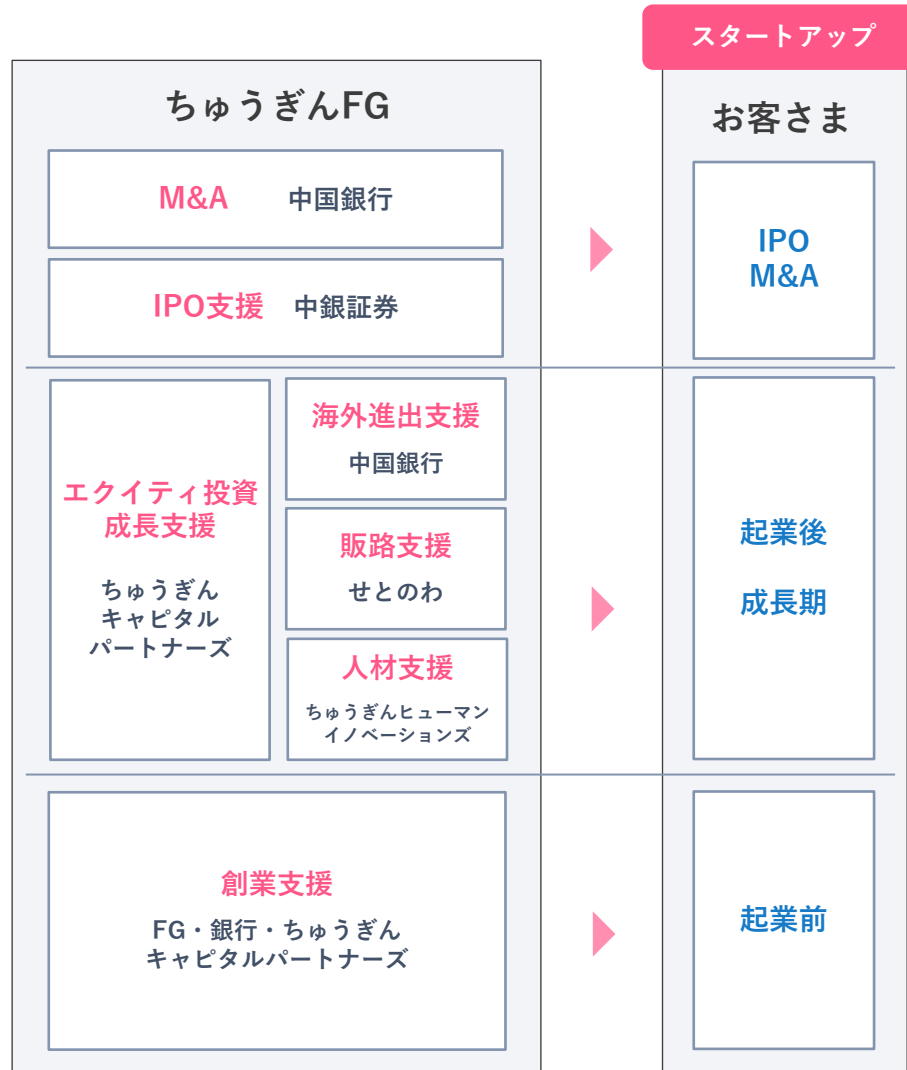 スタートアップ
ちゅうぎんFG
お客さま
M&A 中国銀行
IPO支援 中銀証券
IPO
M&A
エクイティ投資
成長支援
ちゅうぎん
キャピタル
パートナーズ
海外進出支援
中国銀行
販路支援
せとのわ
人材支援
ちゅうぎんヒューマン
イノベーションズ
起業後
成長期
創業支援
FG・銀行・ちゅうぎん
キャピタルパートナーズ
起業前